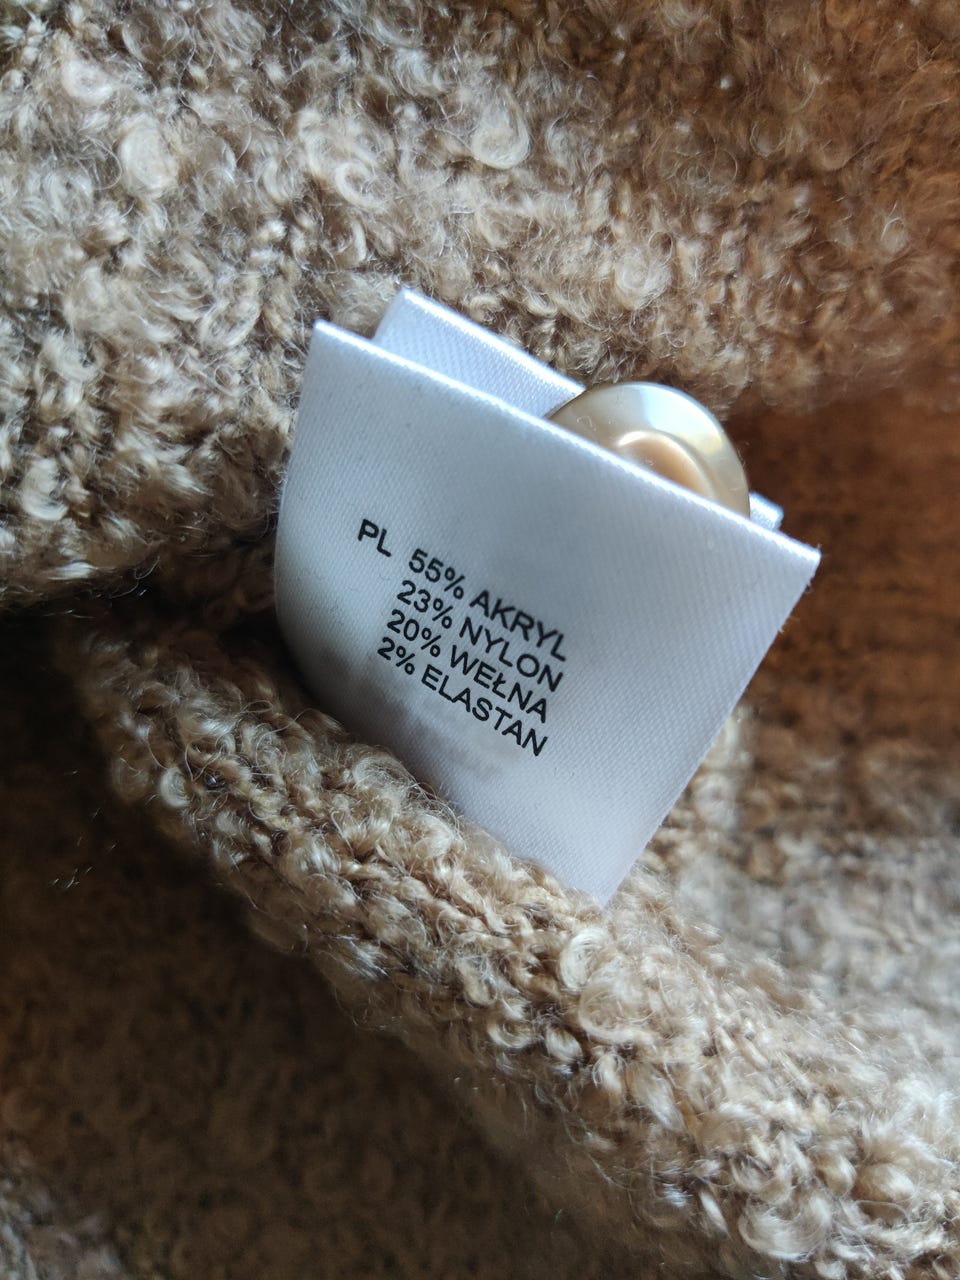 PL 55% AKRYL
23% NYLON
20% WEŁNA
2% ELASTAN